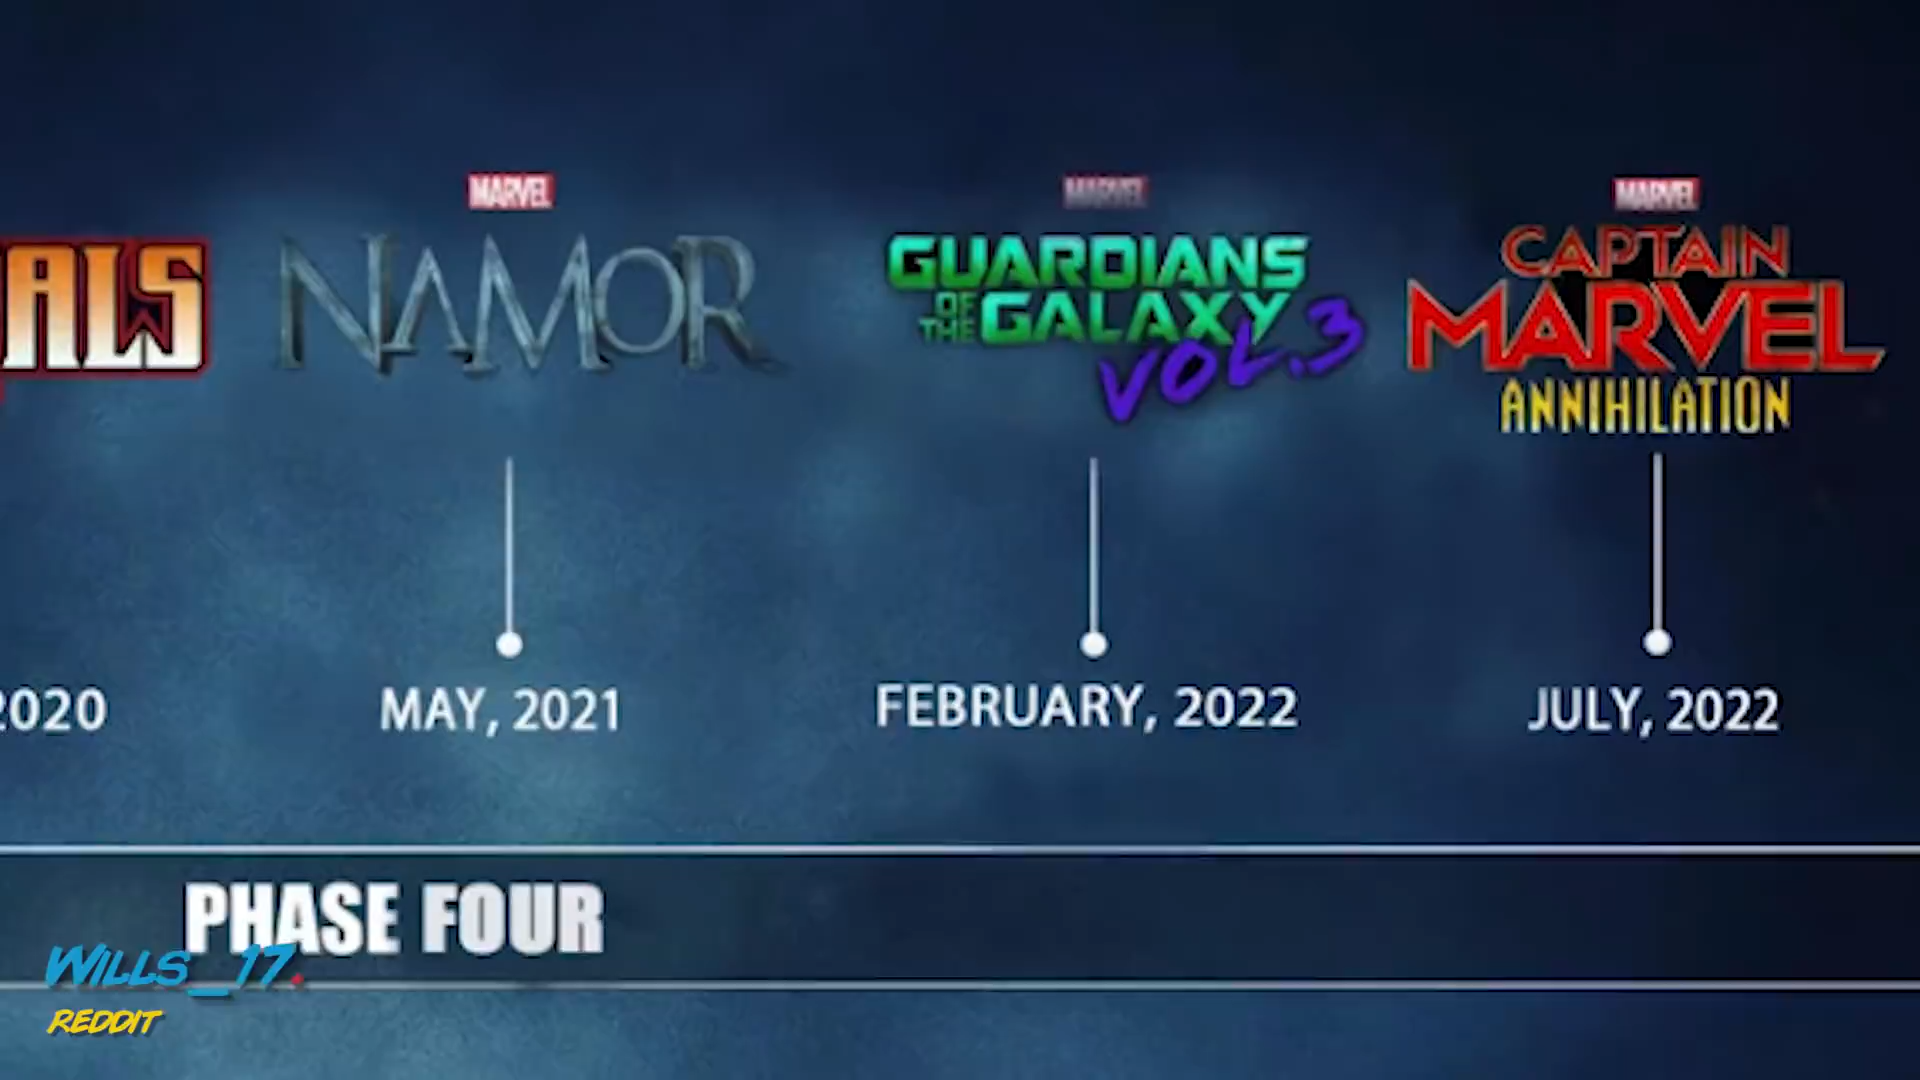 ALS
2020
MARVEL
NAMOR
MAY, 2021
MARVEL
GUARDIANS
OF THE GALAXY
VOL.3
FEBRUARY, 2022
MARVEL
CAPTAIN
MARVEL
ANNIHILATION
JULY, 2022
PHASE FOUR
WILLS_17.
REDDIT